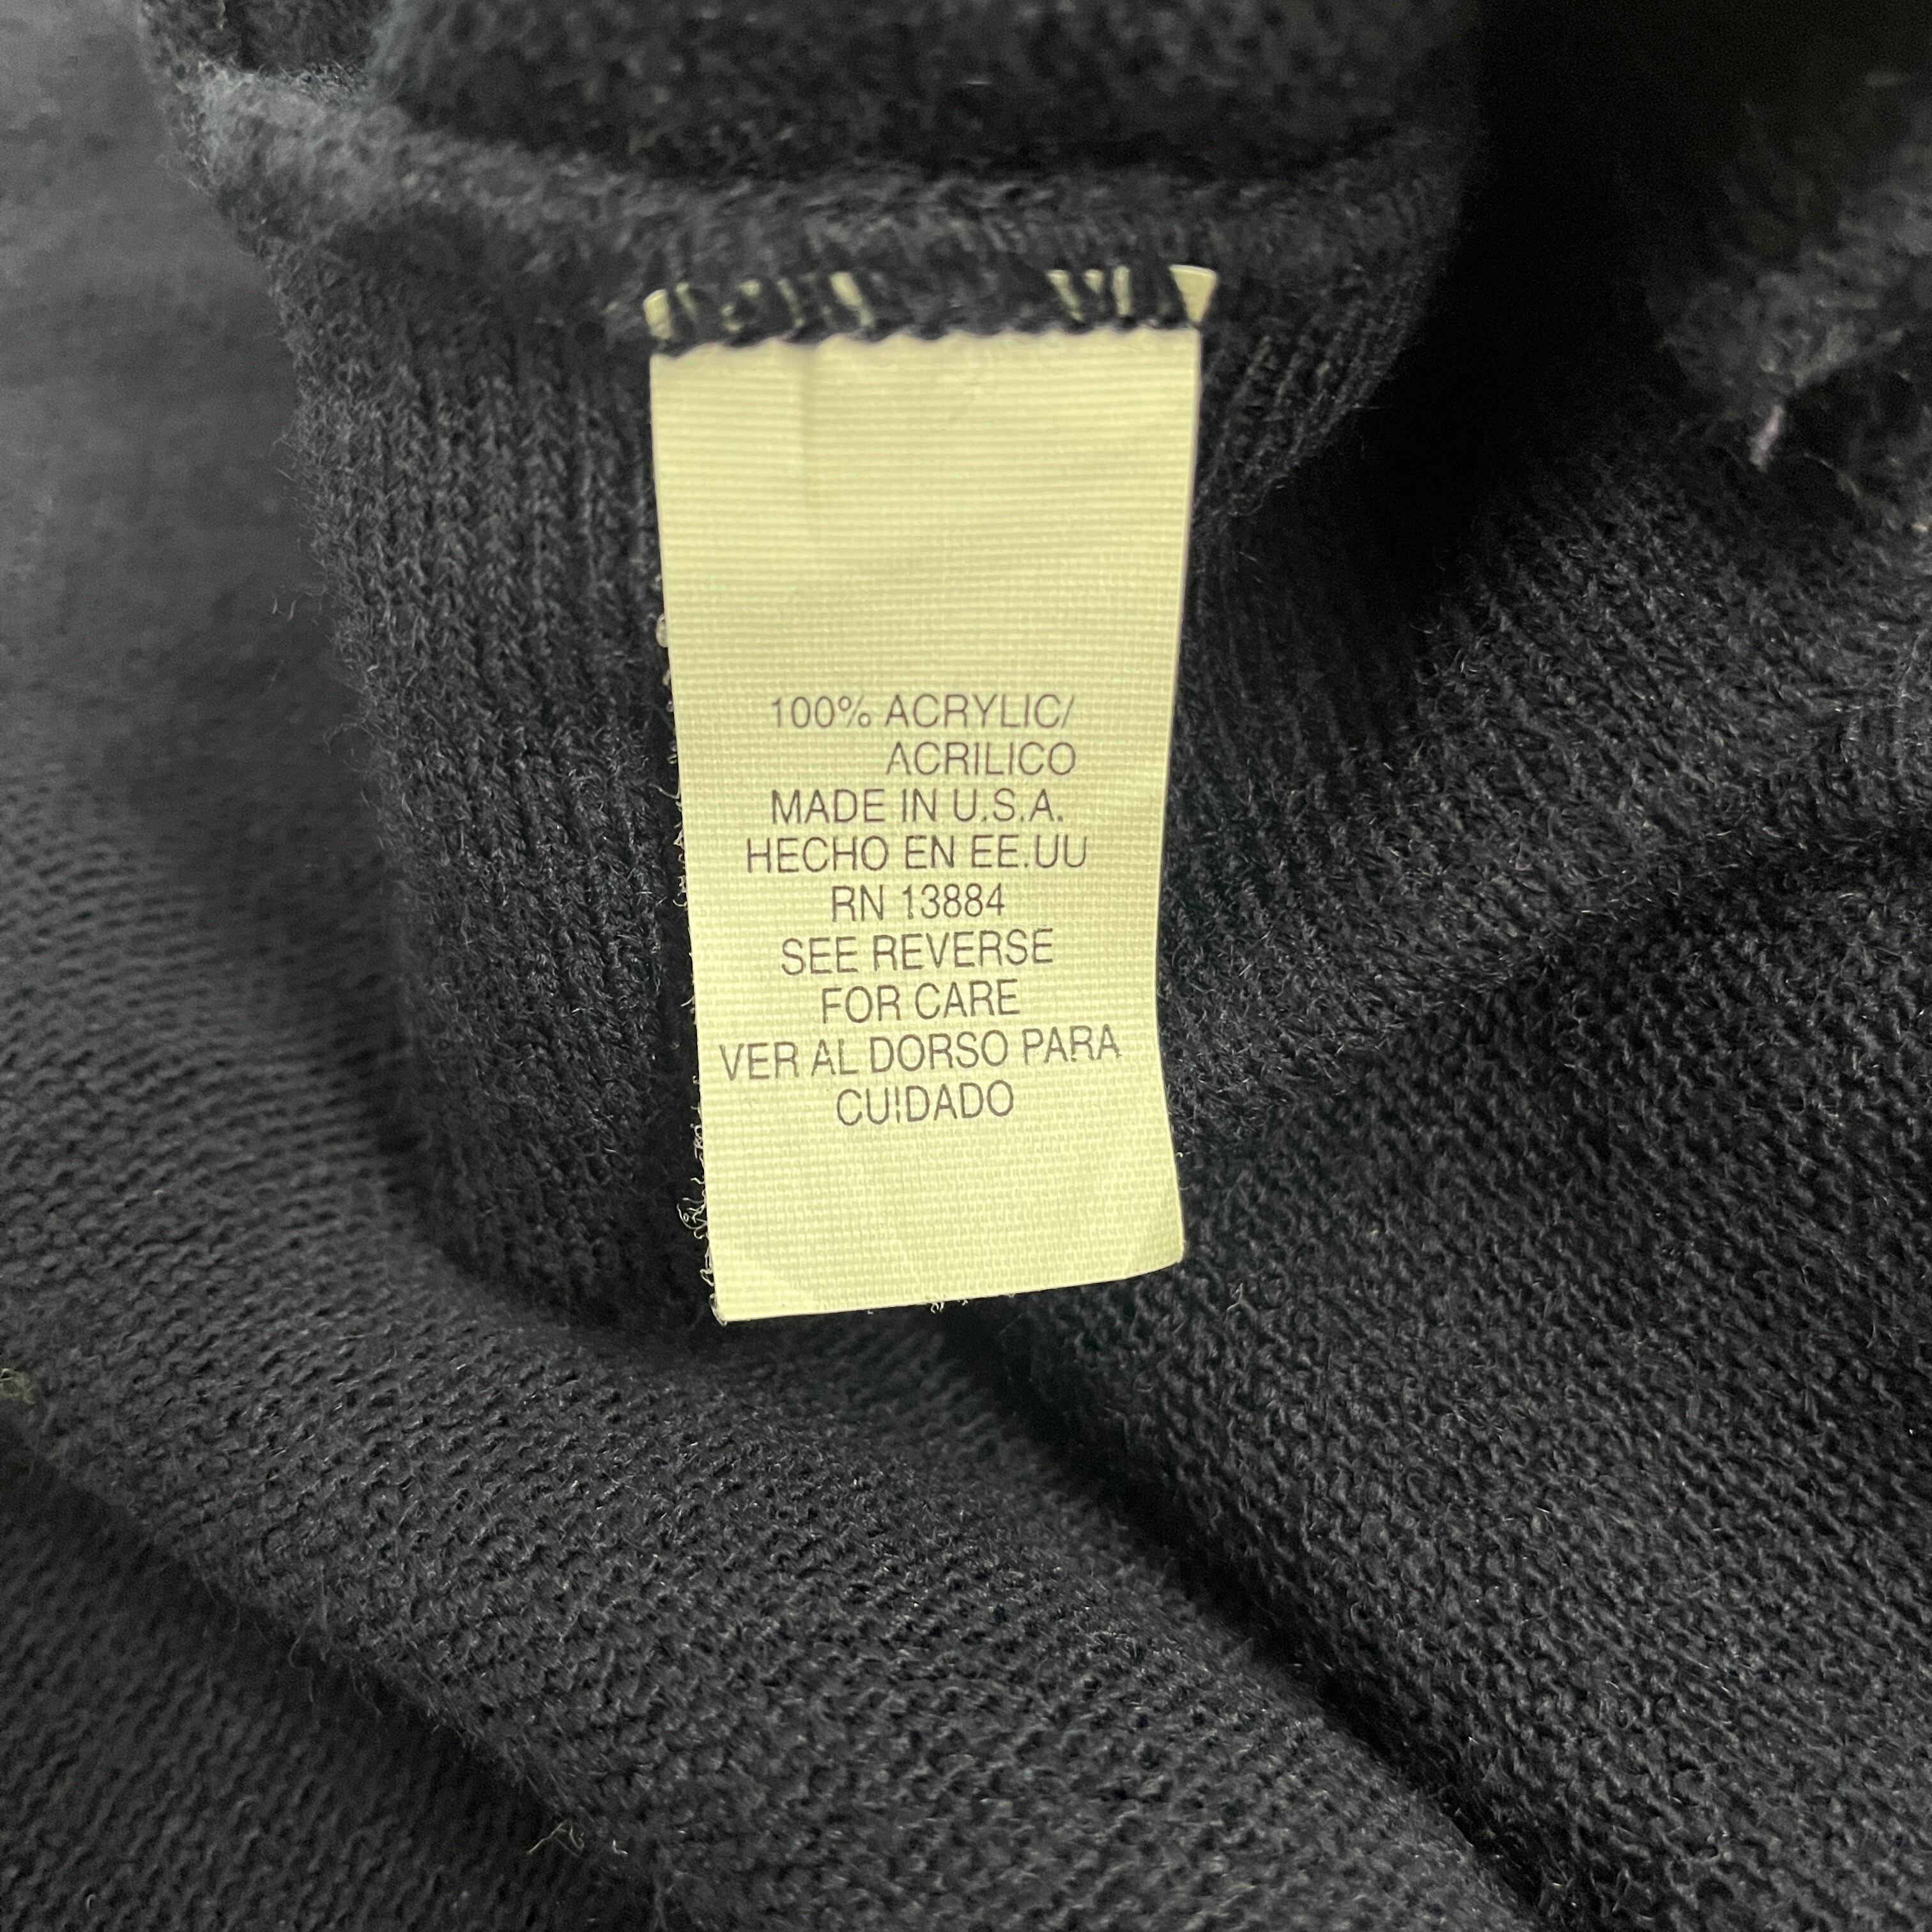 100% ACRYLIC/
ACRILICO
MADE IN U.S.A.
HECHO EN EE.UU
RN 13884
SEE REVERSE
FOR CARE
VER AL DORSO PARA
CUIDADO